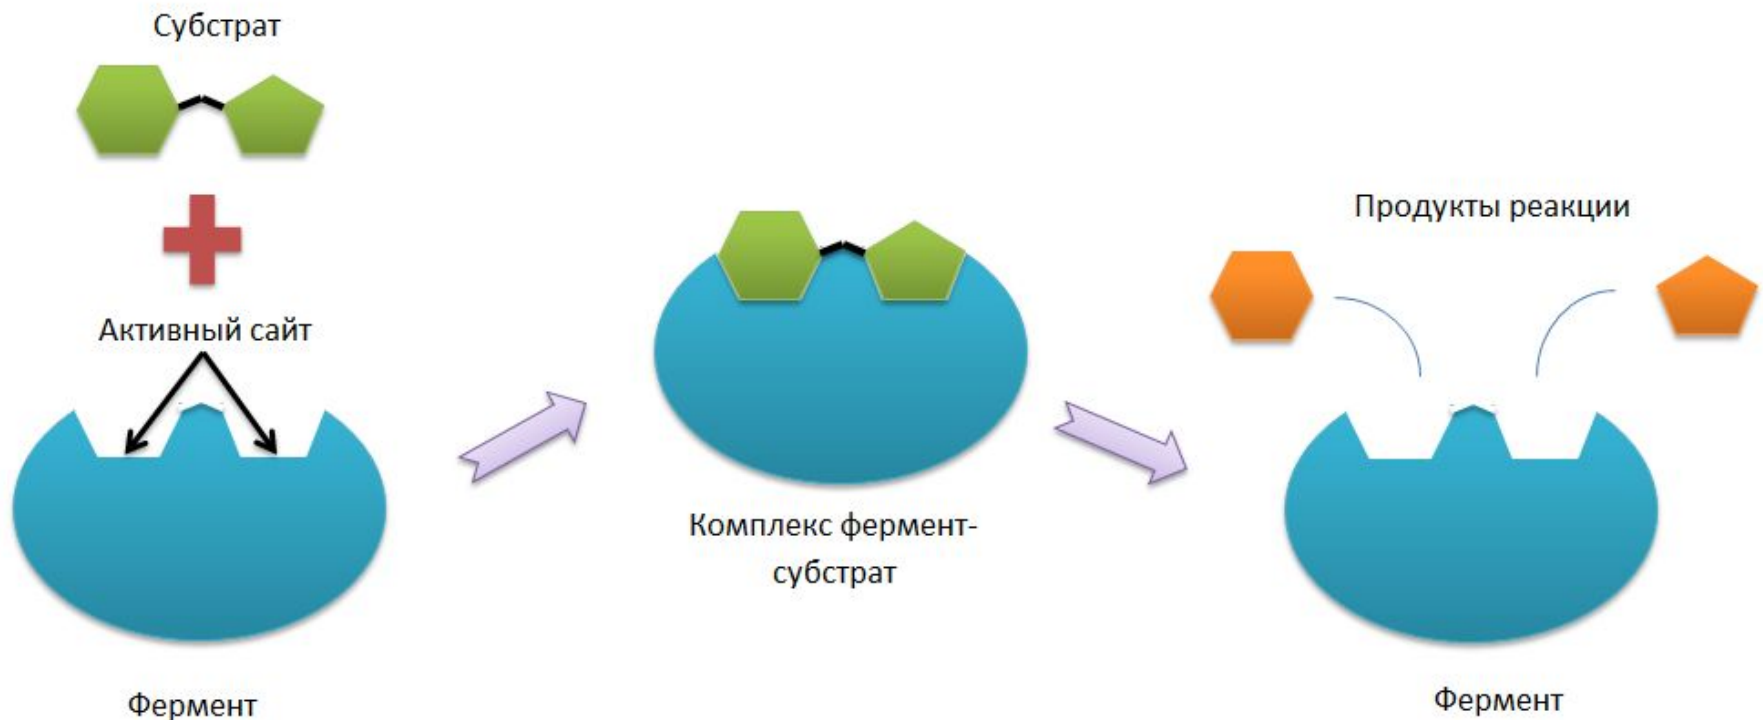 Субстрат
Активный сайт
Фермент
Комплекс фермент-
субстрат
Продукты реакции
Фермент